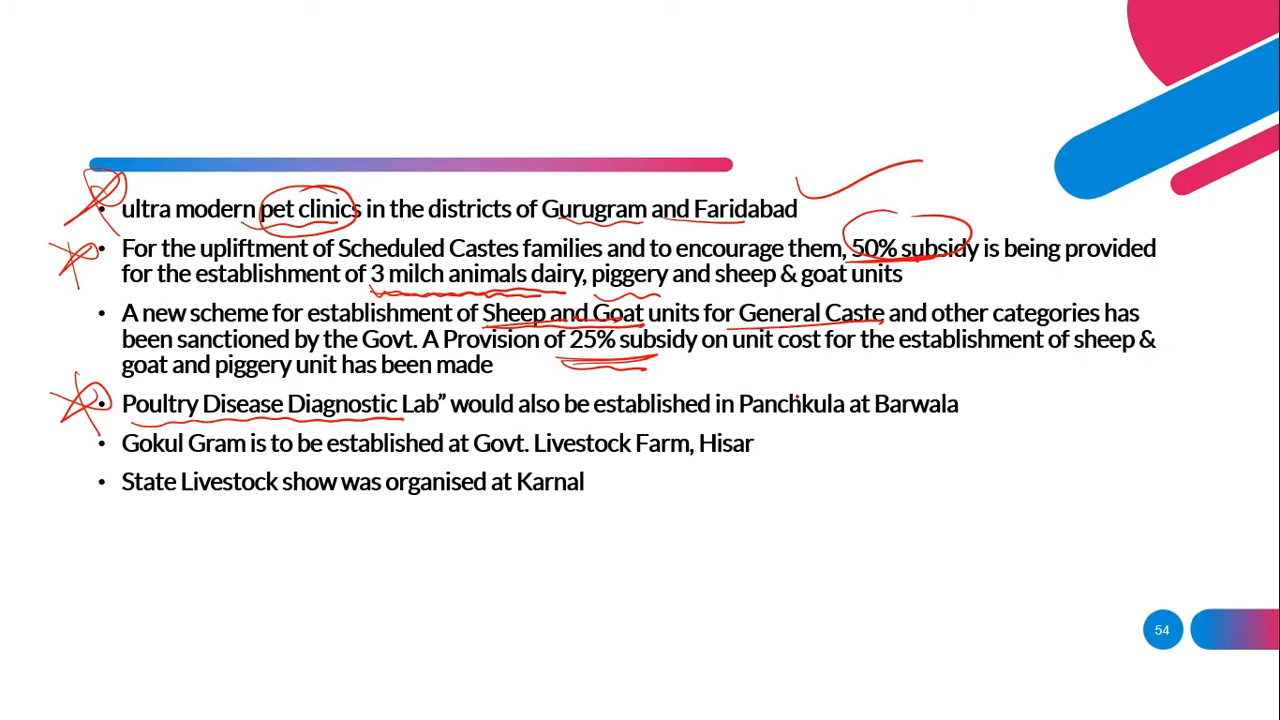 • ultra modern pet clinics in the districts of Gurugram and Faridabad
• For the upliftment of Scheduled Castes families and to encourage them, 50% subsidy is being provided
for the establishment of 3 milch animals dairy, piggery and sheep & goat units
• A new scheme for establishment of Sheep and Goat units for General Caste and other categories has
been sanctioned by the Govt. A Provision of 25% subsidy on unit cost for the establishment of sheep &
goat and piggery unit has been made
• Poultry Disease Diagnostic Lab” would also be established in Panchkula at Barwala
• Gokul Gram is to be established at Govt. Livestock Farm, Hisar
• State Livestock show was organised at Karnal
54